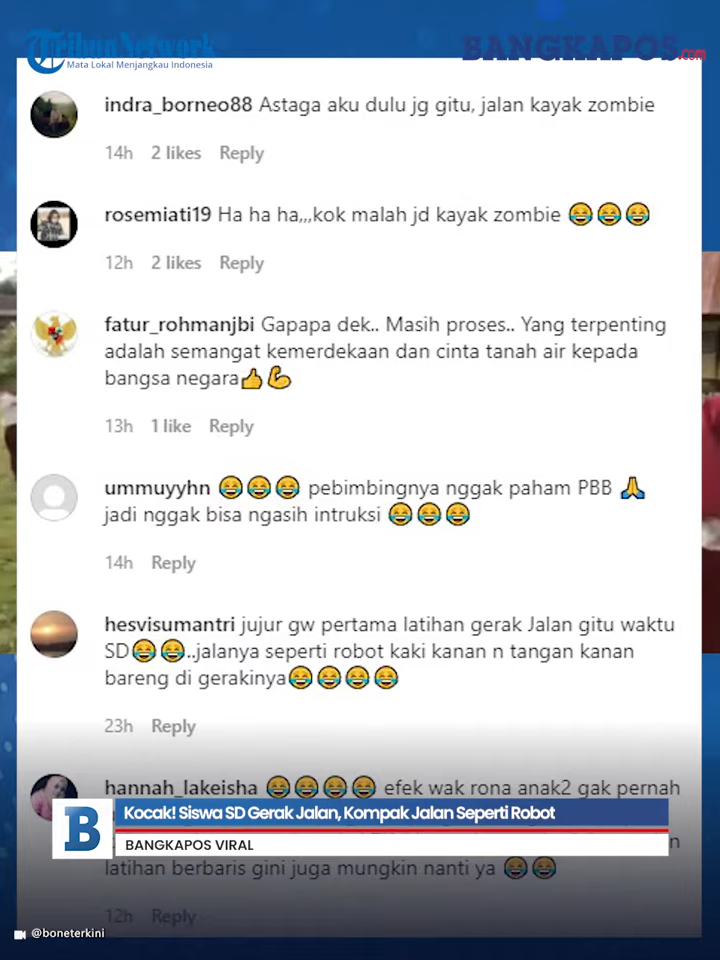 Tribun Network
Mata Lokal Menjangkau Indonesia
BANGKAPOS.com
indra_borneo88 Astaga aku dulu jg gitu, jalan kayak zombie
14h 2 likes Reply
rosemiati19 Ha ha ha,,,kok malah jd kayak zombie 😂😂😂
12h 2 likes Reply
fatur_rohmanjbi Gapapa dek.. Masih proses.. Yang terpenting
adalah semangat kemerdekaan dan cinta tanah air kepada
bangsa negara👍💪
13h 1 like Reply
ummuyyhn 😂😂😂 pebimbingnya nggak paham PBB 🙏
jadi nggak bisa ngasih intruksi 😂😂😂
14h Reply
hesvisumantri jujur gw pertama latihan gerak Jalan gitu waktu
SD😂😂..jalanya seperti robot kaki kanan n tangan kanan
bareng di gerakinya😂😂😂😂
23h Reply
hannah_lakeisha 😂😂😂😂 efek wak rona anak2 gak pernah
B
Kocak! Siswa SD Gerak Jalan, Kompak Jalan Seperti Robot
BANGKAPOS VIRAL
latihan berbaris gini juga mungkin nanti ya 😂😂
12h Reply
@boneterkini